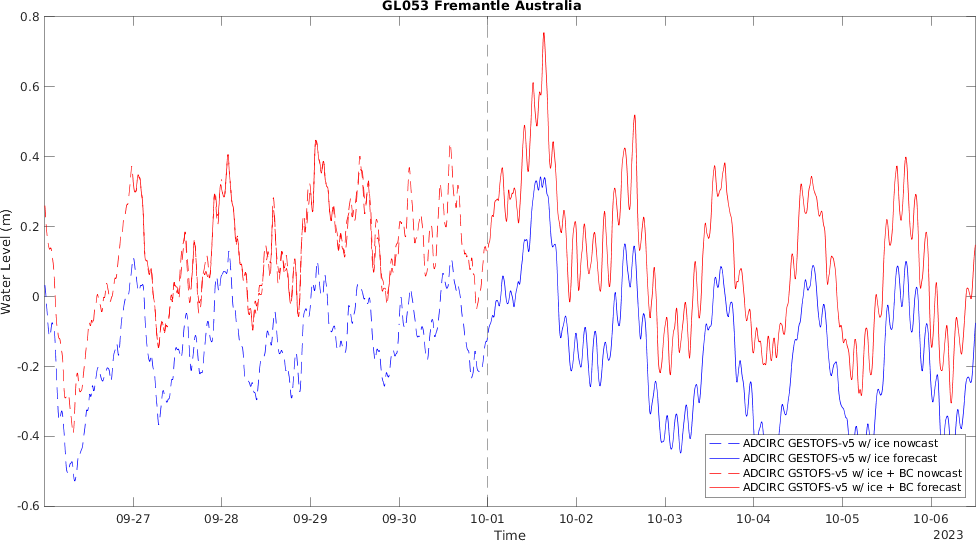 GL053 Fremantle Australia
0.8
0.6
0.4
0.2
0
-0.2
-0.4
-0.6
Water Level (m)
09-27 09-28 09-29 09-30 10-01 10-02 10-03 10-04 10-05 10-06
Time
2023
ADCIRC GESTOFS-v5 w/ ice nowcast
ADCIRC GESTOFS-v5 w/ ice forecast
ADCIRC GSTOFS-v5 w/ ice + BC nowcast
ADCIRC GSTOFS-v5 w/ ice + BC forecast